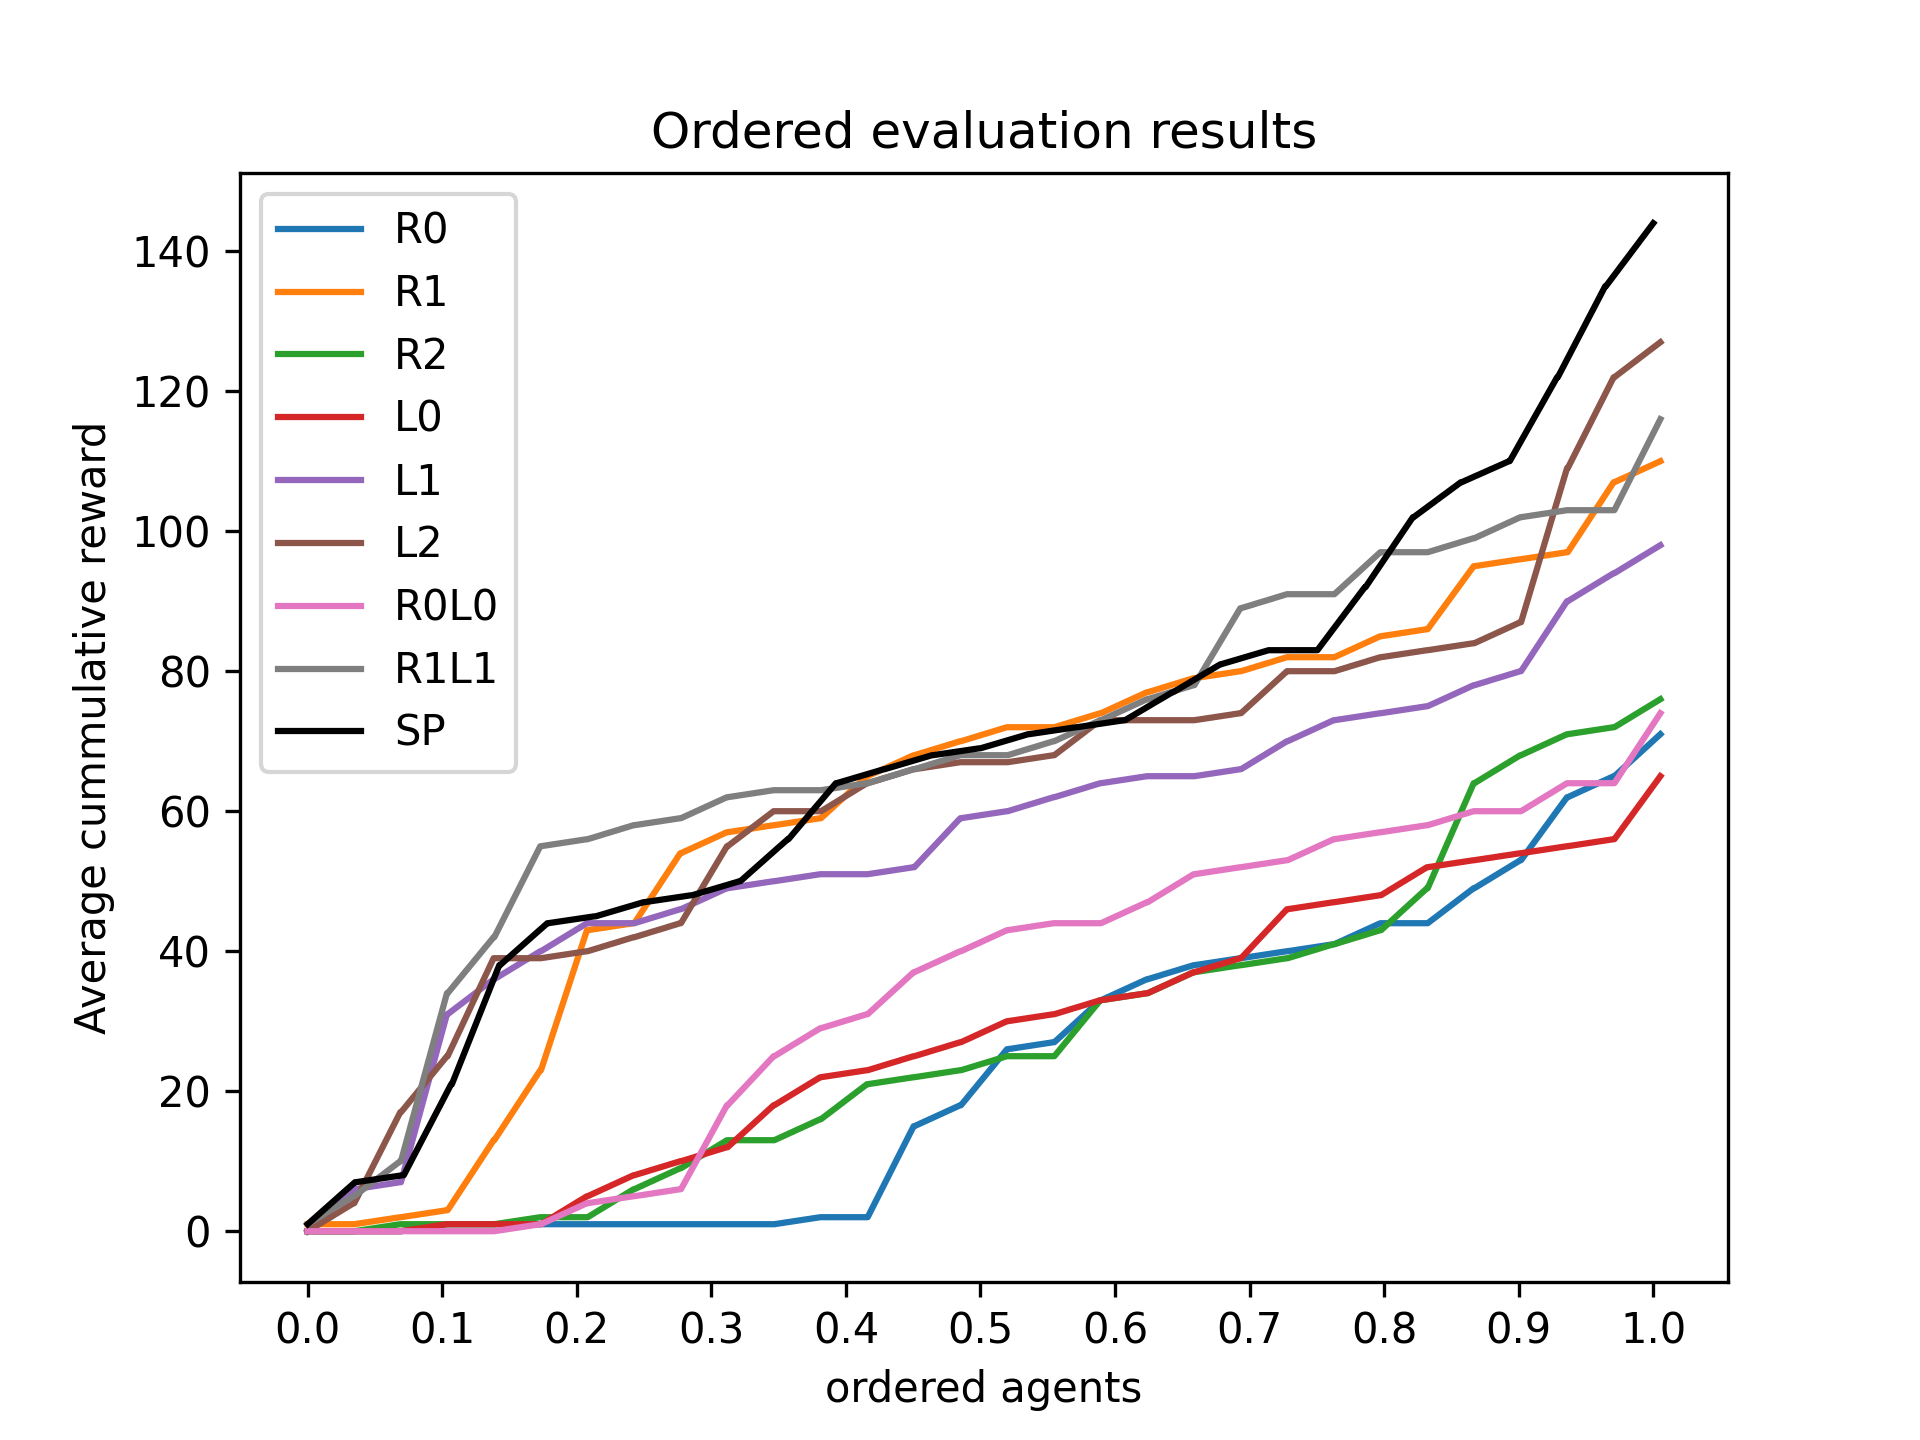 Ordered evaluation results
R0
R1
R2
L0
L1
L2
R0L0
R1L1
SP
Average cummulative reward
140
120
100
80
60
40
20
0
0.0 0.1 0.2 0.3 0.4 0.5 0.6 0.7 0.8 0.9 1.0
ordered agents